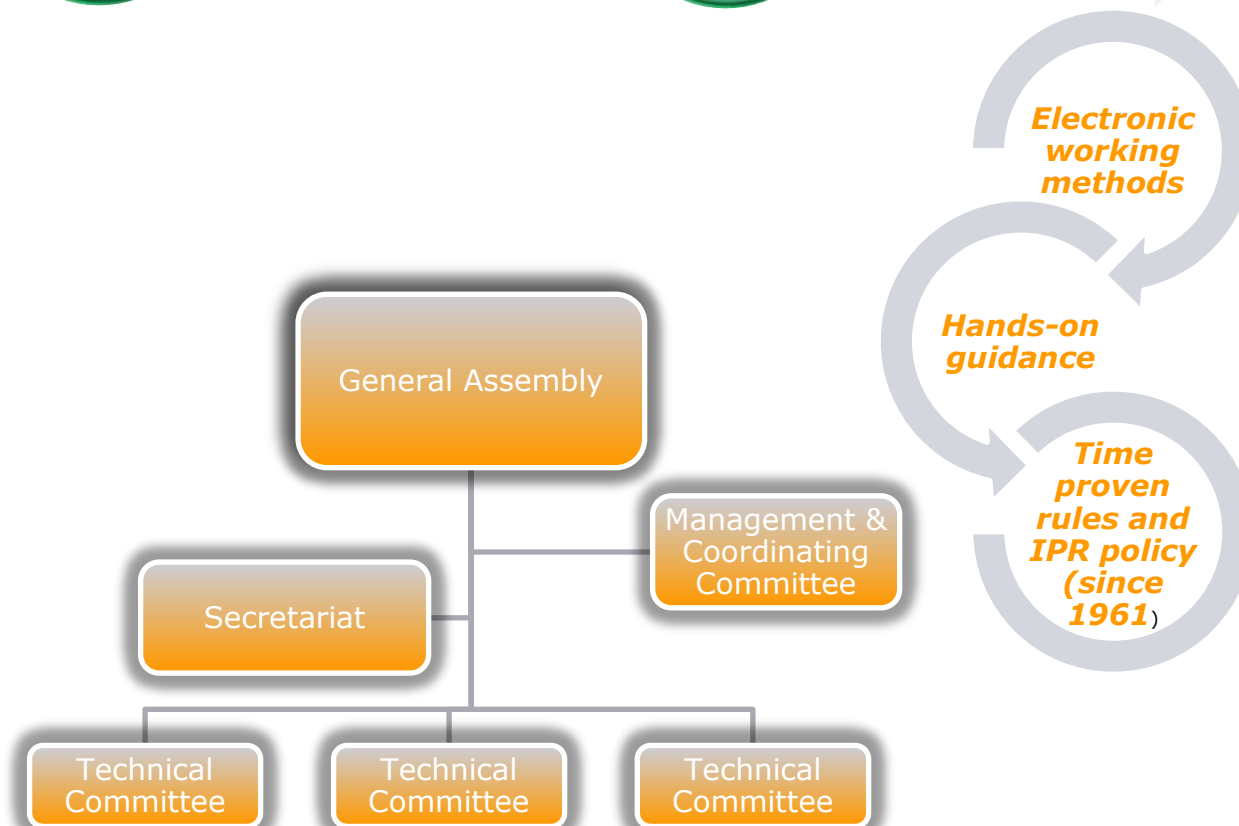 General Assembly
Management &
Coordinating
Committee
Secretariat
Technical
Committee
Technical
Committee
Technical
Committee
Electronic
working
methods
Hands-on
guidance
Time
proven
rules and
IPR policy
(since
1961)